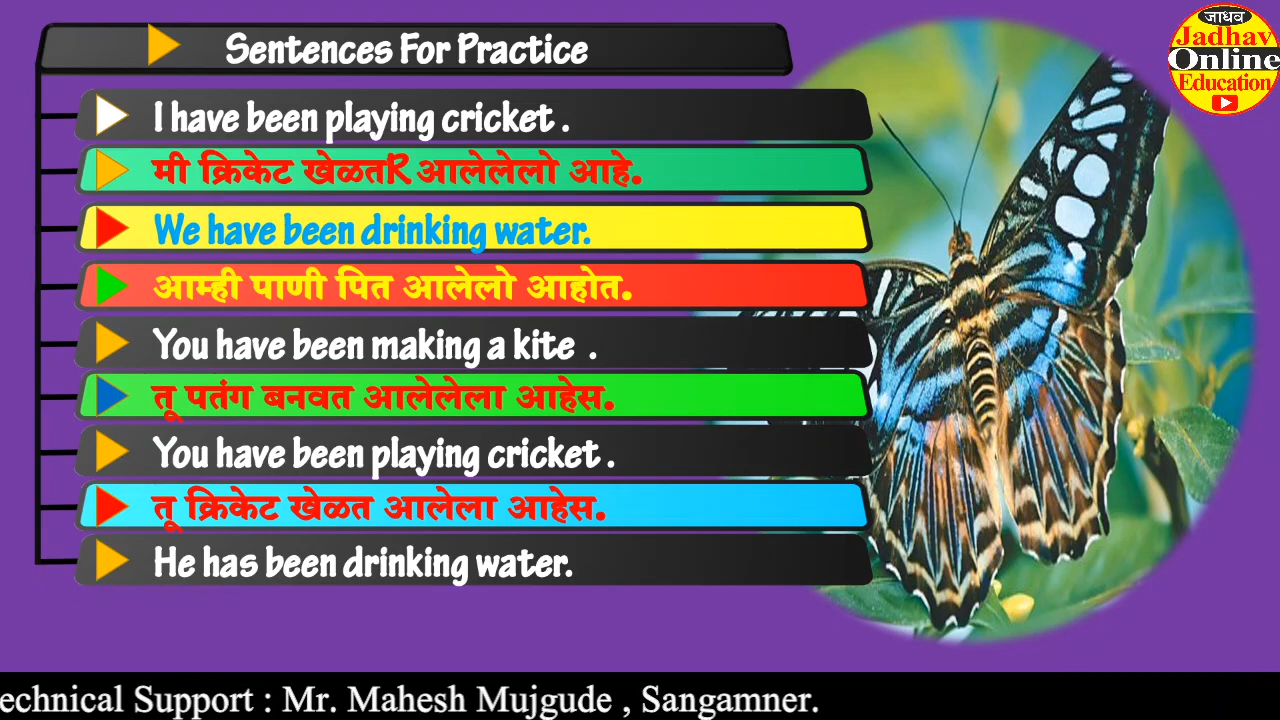 Sentences For Practice
I have been playing cricket .
मी क्रिकेट खेळतR आलेलेलो आहे.
We have been drinking water.
आम्ही पाणी पित आलेलो आहोत.
You have been making a kite .
तू पतंग बनवत आलेलेला आहेस.
You have been playing cricket .
तू क्रिकेट खेळत आलेला आहेस.
He has been drinking water.
जाधव
Jadhav
Online
Education
echnical Support : Mr. Mahesh Mujgude , Sangamner.